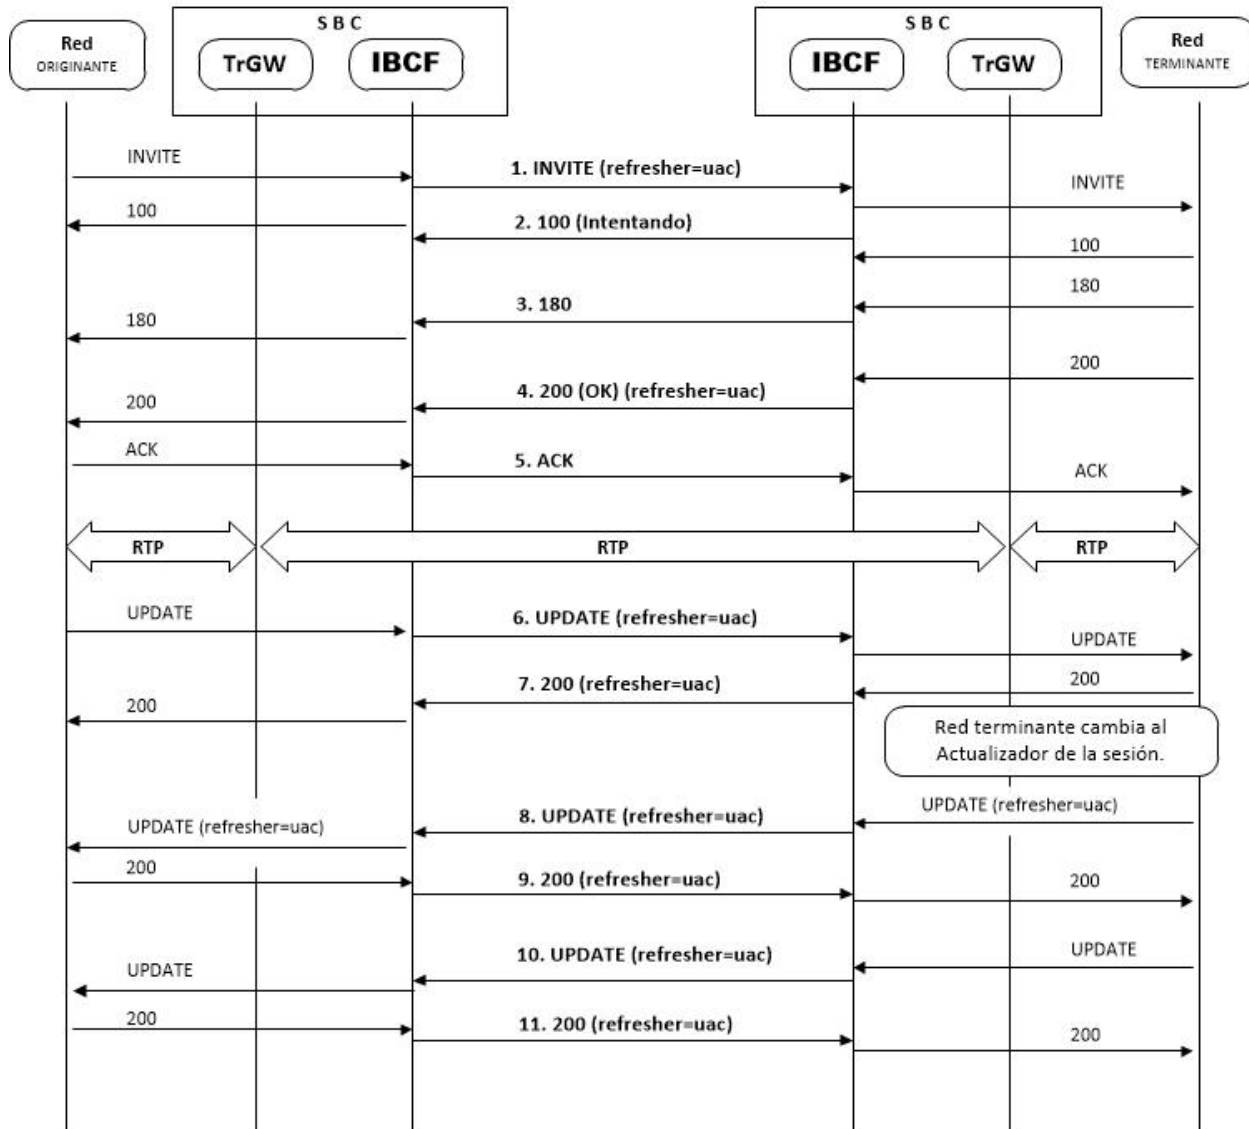 S B C
S B C
Red
ORIGINANTE
TrGW
IBCF
IBCF
TrGW
Red
TERMINANTE
INVITE
1. INVITE (refresher=uac)
INVITE
100
2. 100 (Intentando)
100
180
3. 180
180
200
4. 200 (OK) (refresher=uac)
200
ACK
5. ACK
ACK
RTP
RTP
RTP
UPDATE
6. UPDATE (refresher=uac)
UPDATE
200
7. 200 (refresher=uac)
200
Red terminante cambia al
Actualizador de la sesión.
UPDATE (refresher=uac)
8. UPDATE (refresher=uac)
UPDATE (refresher=uac)
200
9. 200 (refresher=uac)
200
UPDATE
10. UPDATE (refresher=uac)
UPDATE
200
11. 200 (refresher=uac)
200